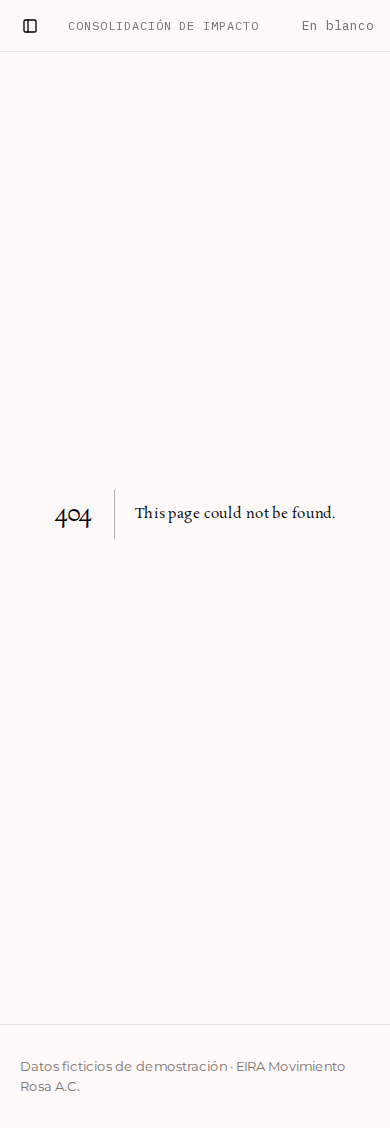 CONSOLIDACIÓN DE IMPACTO
En blanco
404
This page could not be found.
Datos ficticios de demostración · EIRA Movimiento
Rosa A.C.